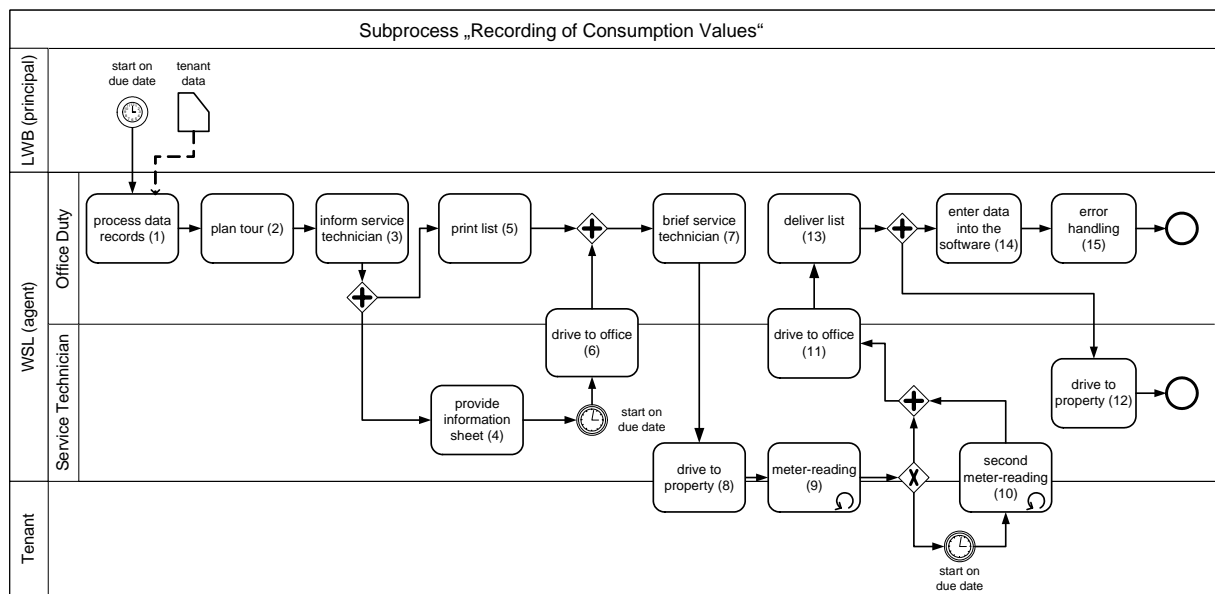 Subprocess „Recording of Consumption Values“
LWB (principal)
start on
due date
tenant
data
WSL (agent)
Office Duty
process data
records (1)
plan tour (2)
inform service
technician (3)
print list (5)
brief service
technician (7)
deliver list
(13)
enter data
into the
software (14)
error
handling (15)
Service Technician
drive to office
(6)
drive to office
(11)
provide
information
sheet (4)
start on
due date
drive to
property (12)
drive to
property (8)
meter-reading
(9)
X
second
meter-reading
(10)
Tenant
start on
due date